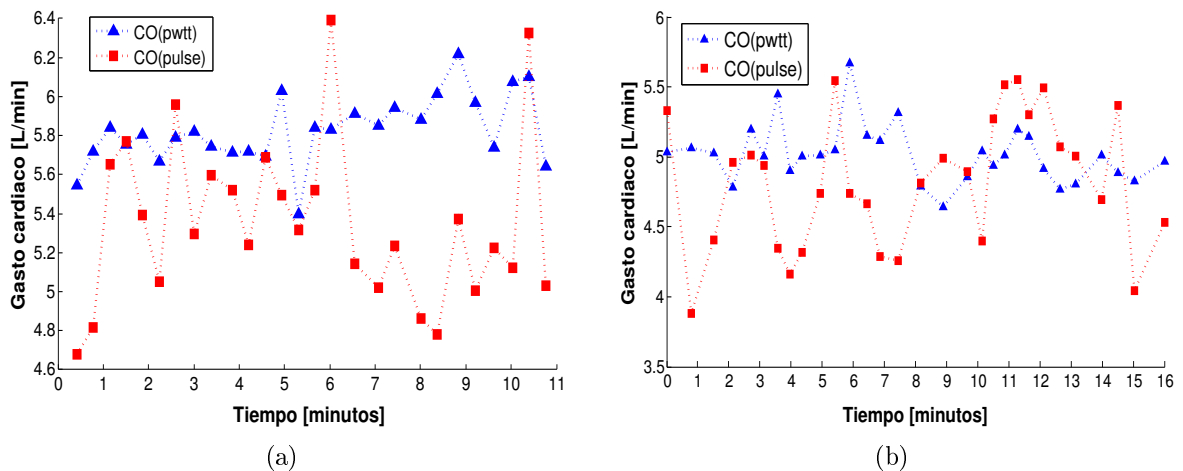 6.4
6.2
6
5.8
5.6
5.4
5.2
5
4.8
4.6
Gasto cardiaco [L/min]
CO(pwtt)
CO(pulse)
0 1 2 3 4 5 6 7 8 9 10 11
Tiempo [minutos]
(a)
6
5.5
5
4.5
4
3.5
Gasto cardiaco [L/min]
CO(pwtt)
CO(pulse)
0 1 2 3 4 5 6 7 8 9 10 11 12 13 14 15 16
Tiempo [minutos]
(b)